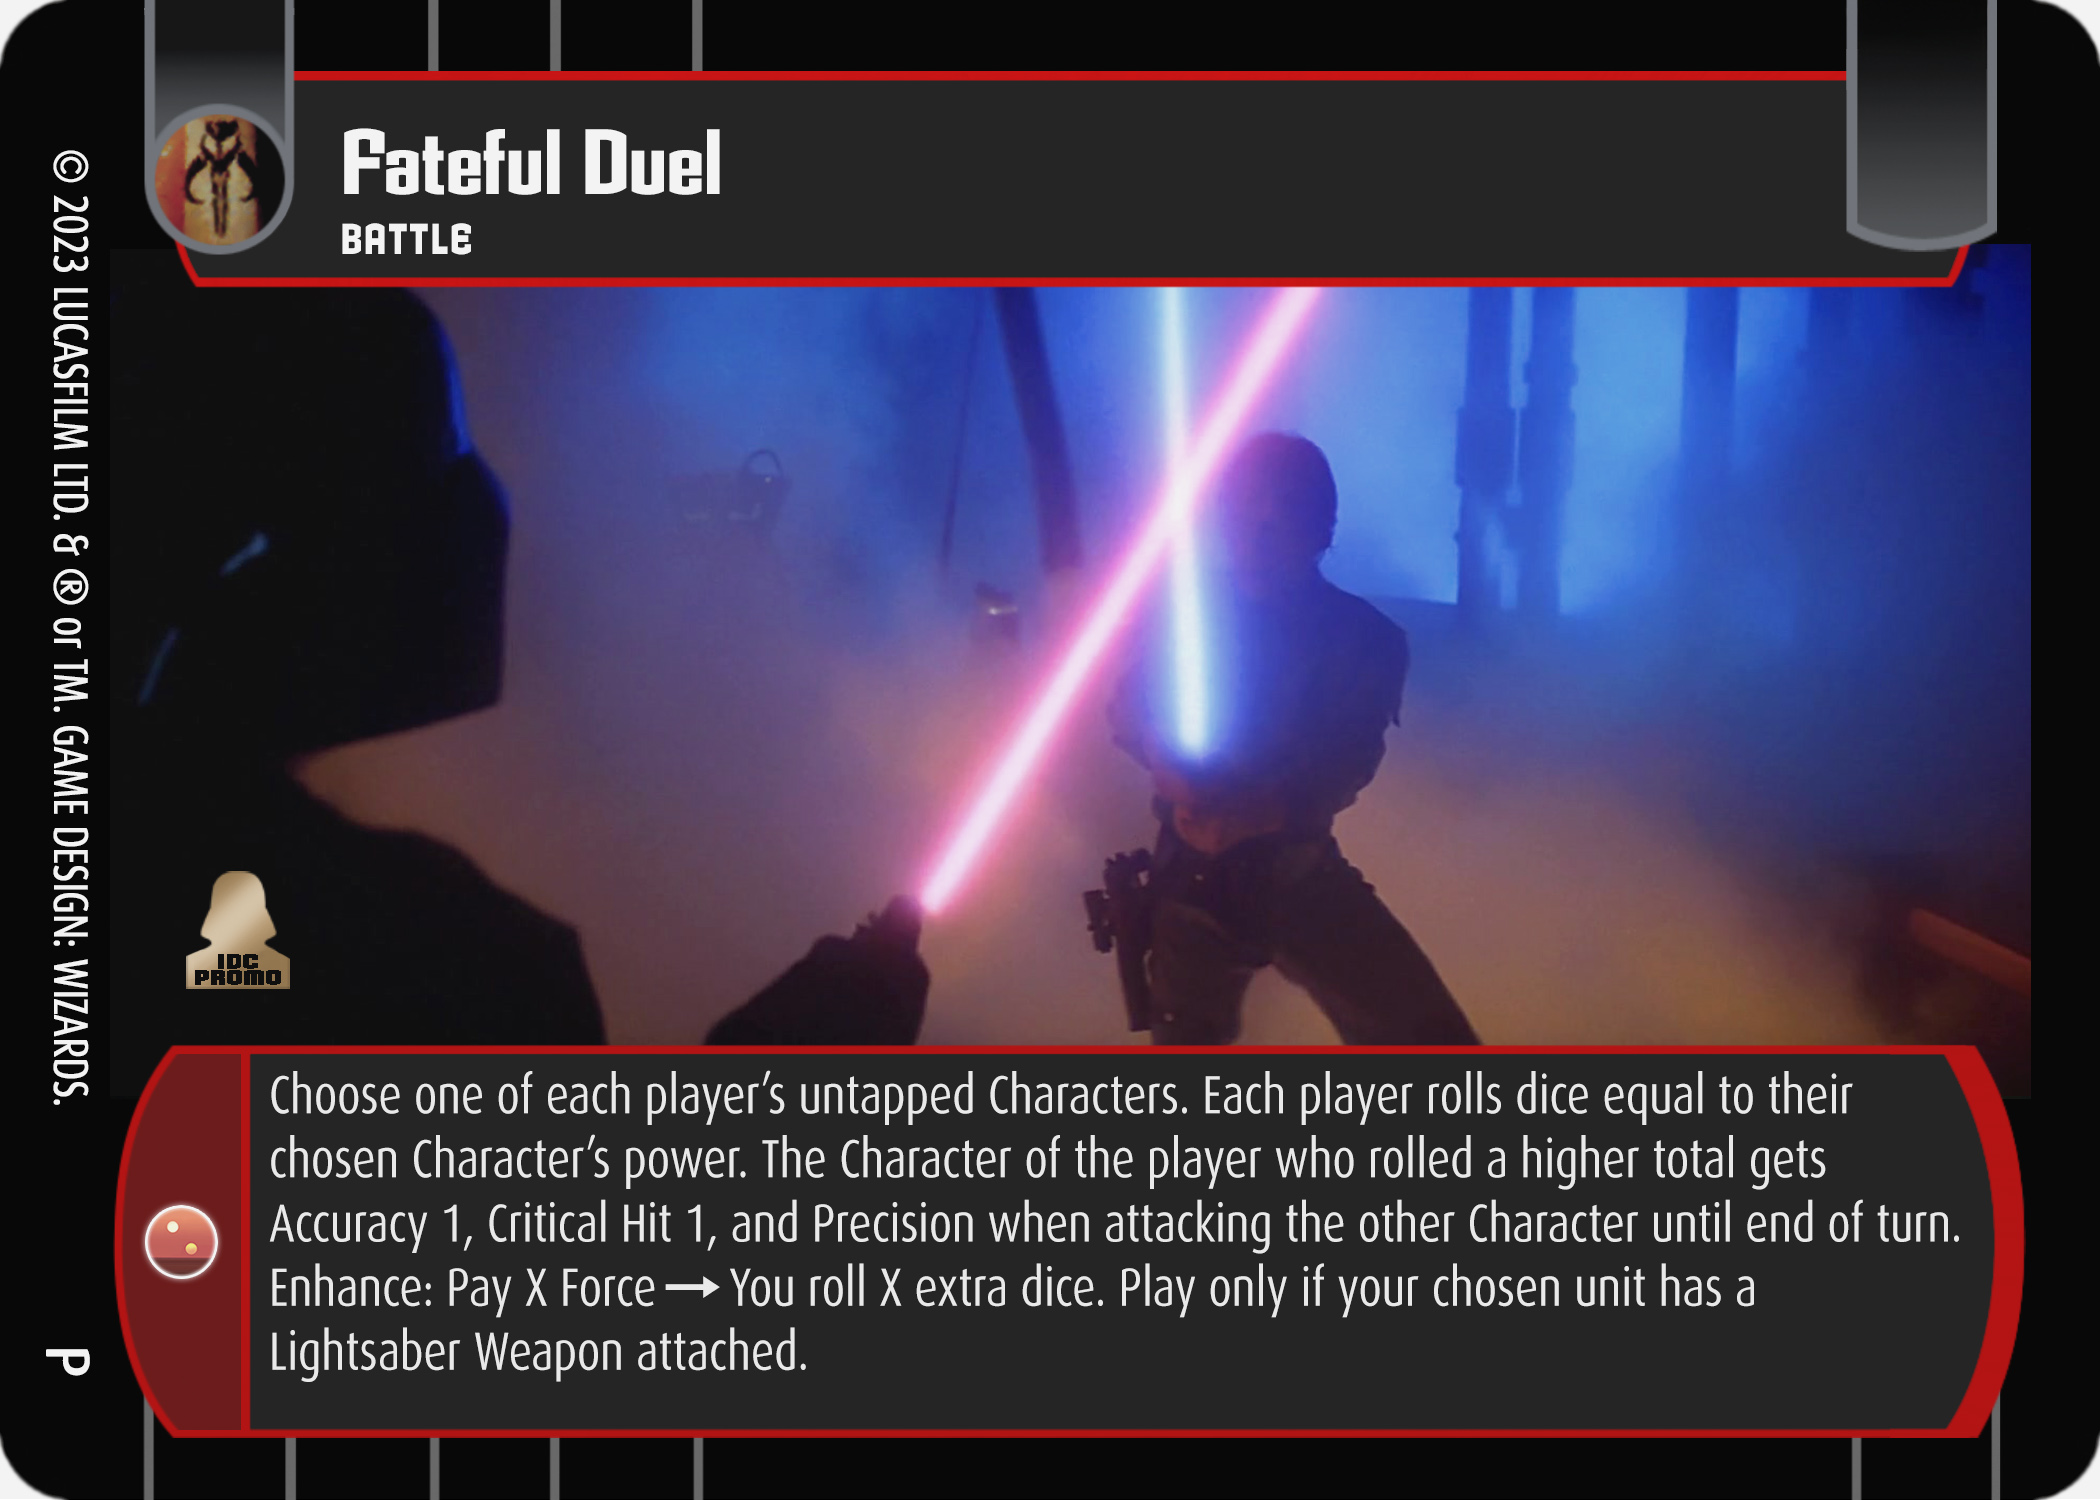 Fateful Duel
BATTLE
© 2023 LUCASFILM LTD. & ® or TM. GAME DESIGN: WIZARDS.
IDC
PROMO
Choose one of each player's untapped Characters. Each player rolls dice equal to their
chosen Character's power. The Character of the player who rolled a higher total gets
Accuracy 1, Critical Hit 1, and Precision when attacking the other Character until end of turn.
Enhance: Pay X Force → You roll X extra dice. Play only if your chosen unit has a
Lightsaber Weapon attached.
P